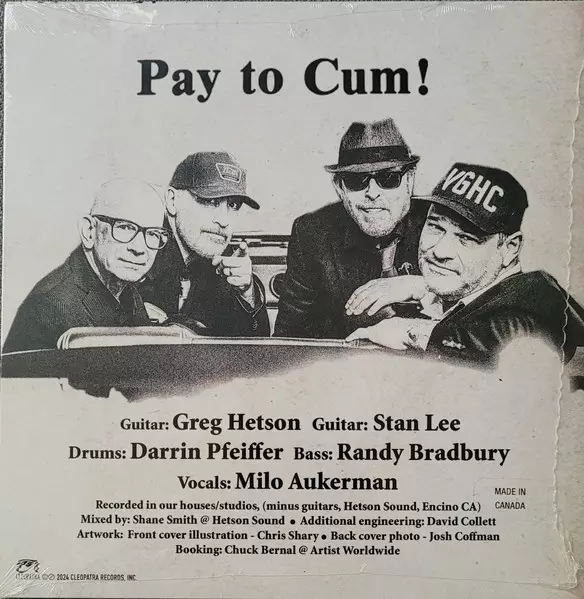 Pay to Cum!
VGHC
Guitar: Greg Hetson Guitar: Stan Lee
Drums: Darrin Pfeiffer Bass: Randy Bradbury
Vocals: Milo Aukerman
Recorded in our houses/studios, (minus guitars, Hetson Sound, Encino CA)
Mixed by: Shane Smith @ Hetson Sound ● Additional engineering: David Collett
Artwork: Front cover illustration - Chris Shary ● Back cover photo - Josh Coffman
Booking: Chuck Bernal @ Artist Worldwide
MADE IN
CANADA
CLEOPATRA ©℗ 2024 CLEOPATRA RECORDS, INC.